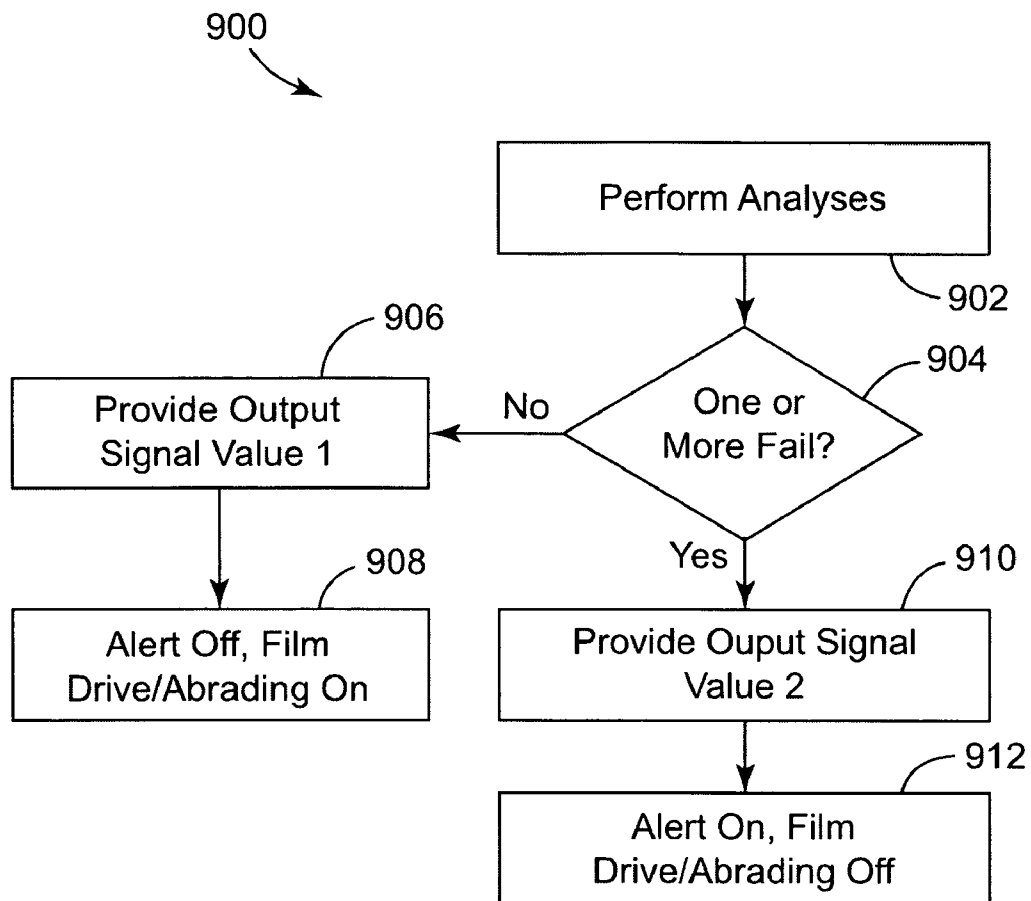 900
Perform Analyses
902
904
One or
More Fail?
No
906
Provide Output
Signal Value 1
908
Alert Off, Film
Drive/Abrading On
Yes
910
Provide Ouput Signal
Value 2
912
Alert On, Film
Drive/Abrading Off